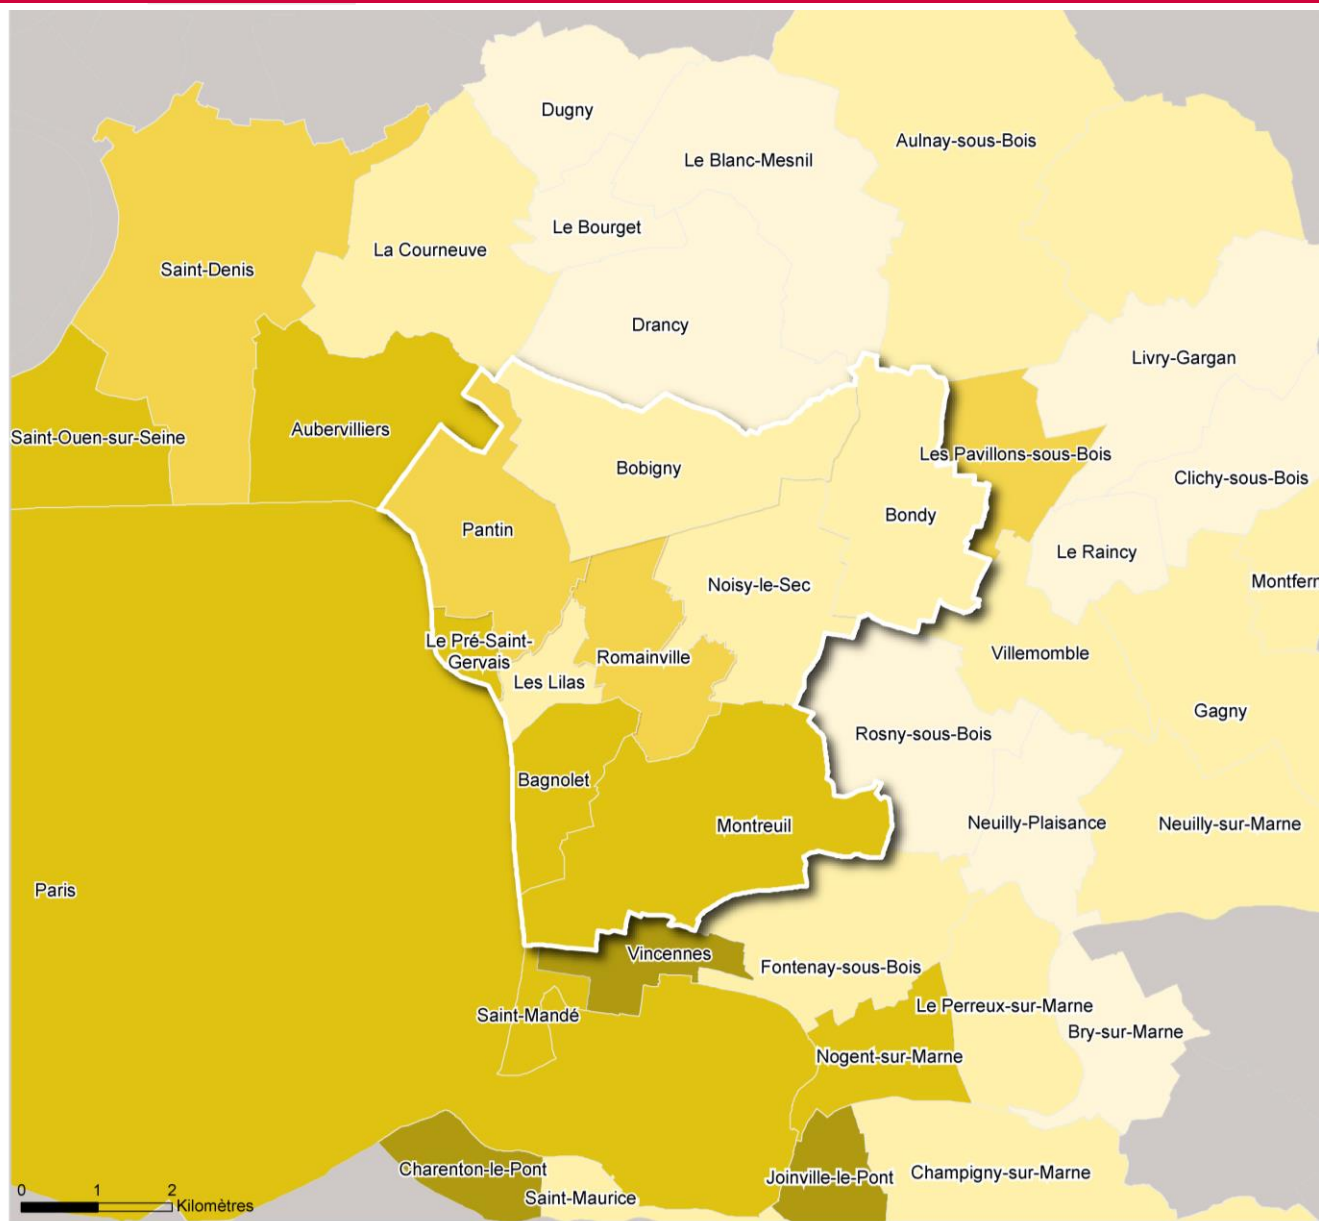 Dugny
Aulnay-sous-Bois
Le Blanc-Mesnil
Le Bourget
La Courneuve
Saint-Denis
Drancy
Livry-Gargan
Aubervilliers
Saint-Ouen-sur-Seine
Les Pavillons-sous-Bois
Bobigny
Clichy-sous-Bois
Bondy
Pantin
Le Raincy
Montferm
Noisy-le-Sec
Le Pré-Saint-
Gervais
Romainville
Villemomble
Les Lilas
Gagny
Rosny-sous-Bois
Bagnolet
Montreuil
Neuilly-Plaisance
Neuilly-sur-Marne
Paris
Vincennes
Fontenay-sous-Bois
Le Perreux-sur-Marne
Saint-Mandé
Bry-sur-Marne
Nogent-sur-Marne
Charenton-le-Pont
Joinville-le-Pont
Champigny-sur-Marne
Saint-Maurice
0 1 2
Kilomètres